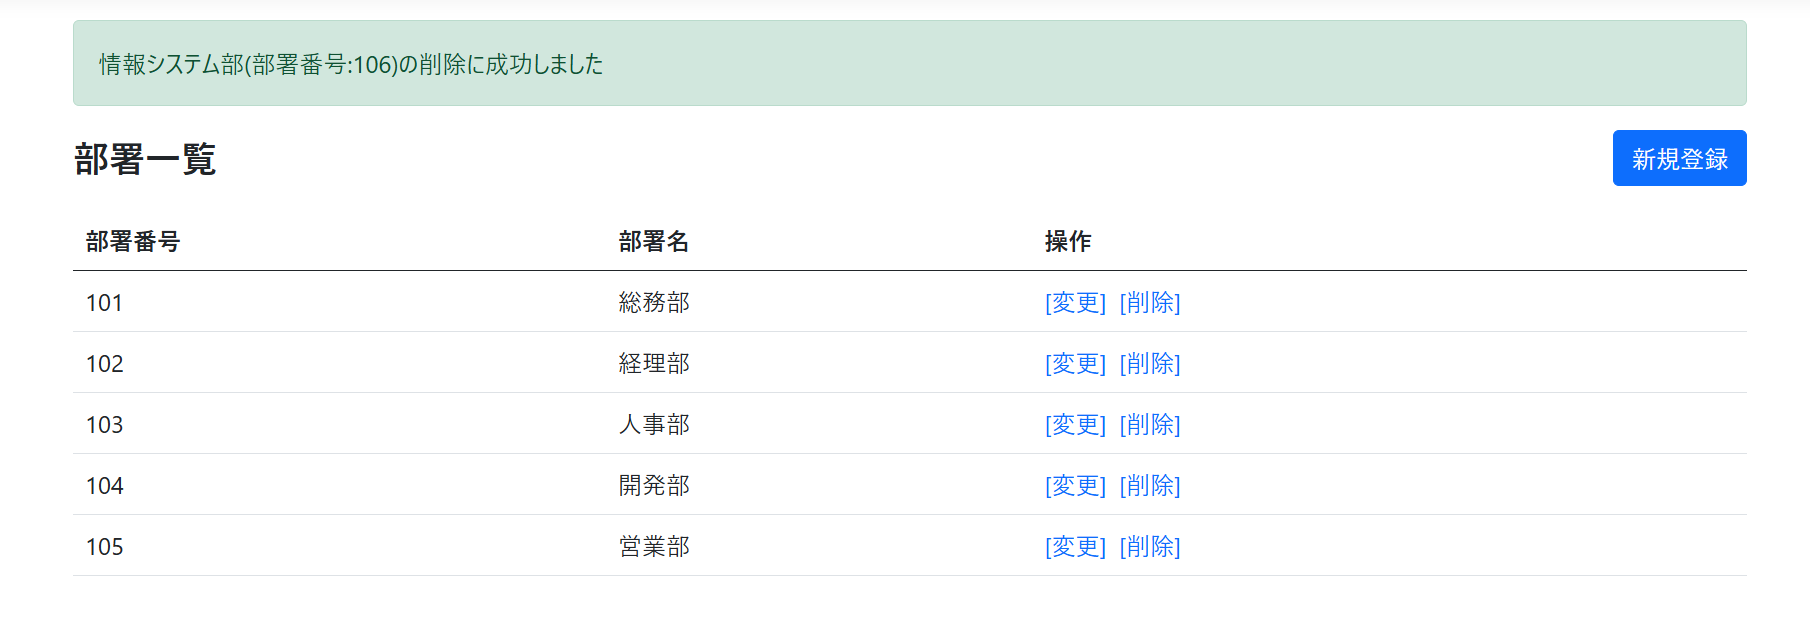 情報システム部(部署番号:106)の削除に成功しました
部署一覧 新規登録
部署番号 部署名 操作
101 総務部 [変更] [削除]
102 経理部 [変更] [削除]
103 人事部 [変更] [削除]
104 開発部 [変更] [削除]
105 営業部 [変更] [削除]